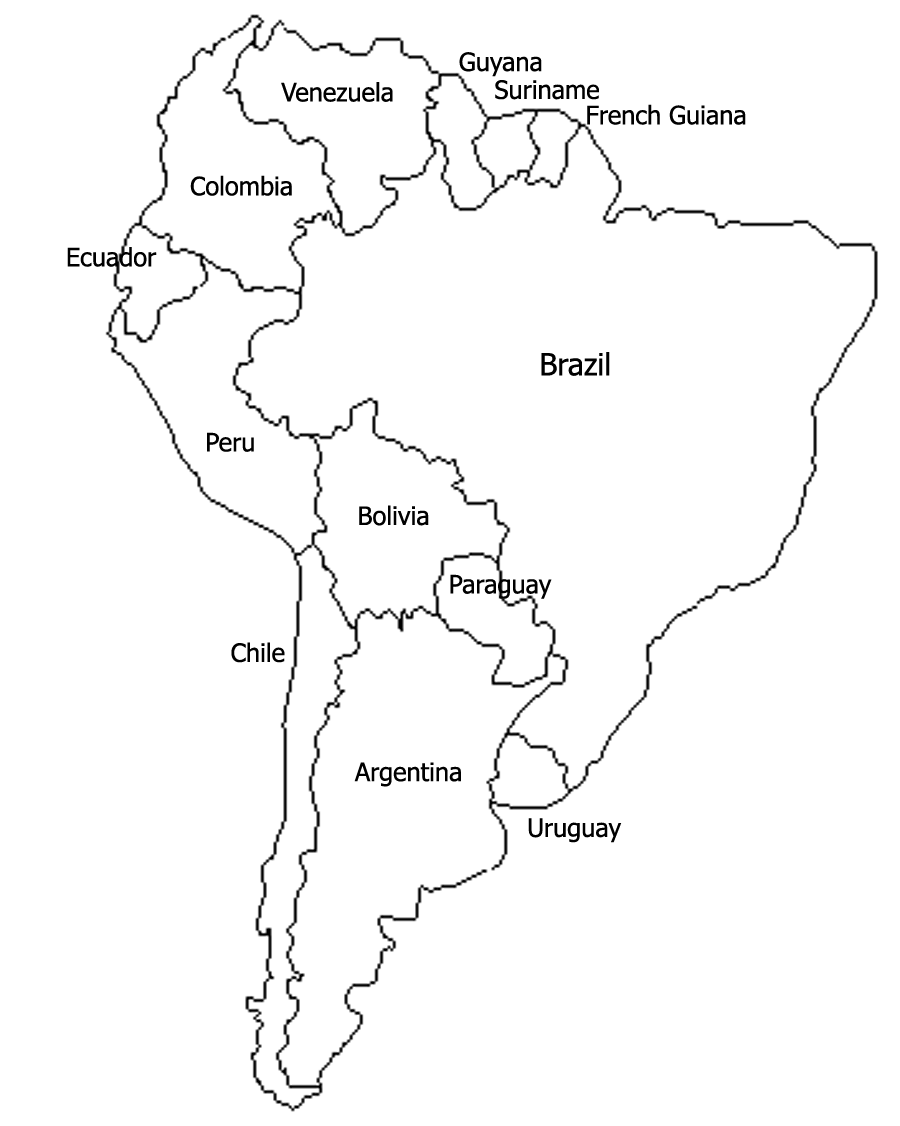 Guyana
Suriname
Venezuela
French Guiana
Colombia
Ecuador
Brazil
Peru
Bolivia
Paraguay
Chile
Argentina
Uruguay